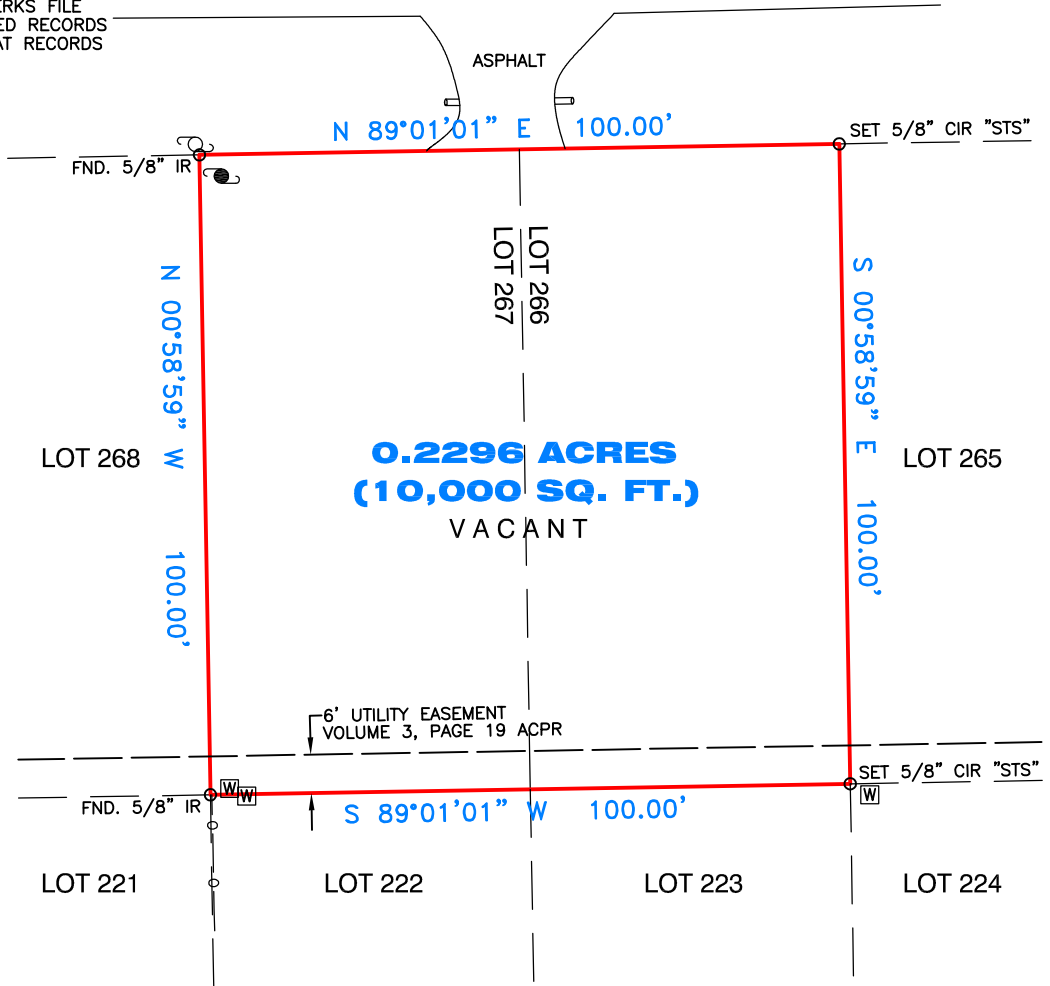 FILE
RECORDS
RECORDS
ASPHALT
N 89°01'01" E 100.00'
SET 5/8" CIR "STS"
FND. 5/8" IR
LOT 266
LOT 267
N 00°58'59" W 100.00'
S 00°58'59" E 100.00'
LOT 268
0.2296 ACRES
(10,000 SQ. FT.)
VACANT
LOT 265
6' UTILITY EASEMENT
VOLUME 3, PAGE 19 ACPR
SET 5/8" CIR "STS"
W
W
W
FND. 5/8" IR
S 89°01'01" W 100.00'
LOT 221
LOT 222
LOT 223
LOT 224